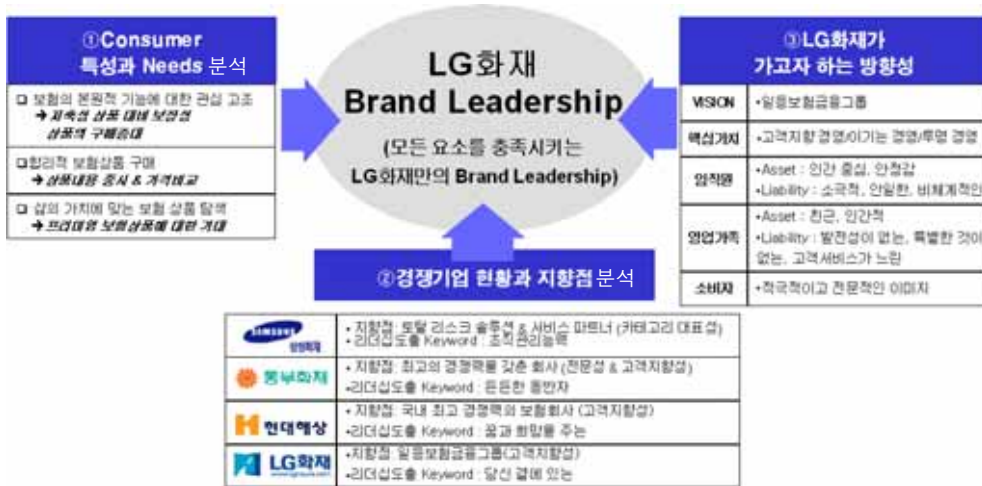 ①Consumer
특성과 Needs 분석
❑ 보험의 본원적 기능에 대한 관심 고조
→ 저축성 상품 대비 보장성
상품의 구매증대
❑합리적 보험상품 구매
→상품내용 중시 & 가격비교
❑ 삶의 가치에 맞는 보험 상품 탐색
→프리미엄 보험상품에 대한 기대
LG화재
Brand Leadership
(모든 요소를 충족시키는
LG화재만의 Brand Leadership)
②경쟁기업 현황과 지향점분석
③LG화재가
가고자 하는 방향성
VISION
•일등보험금융그룹
핵심가치
•고객지향 경영/이기는 경영/투명 경영
임직원
•Asset : 인간 중심, 안정감
•Liability : 소극적, 안일한, 비체계적인
영업가족
•Asset : 친근, 인간적
•Liability : 발전성이 없는, 특별한 것이
없는, 고객서비스가 느린
소비자
•적극적이고 전문적인 이미지
SAMSUNG
삼성화재
• 지향점: 토탈 리스크 솔루션 & 서비스 파트너 (카테고리 대표성)
• 리더십도출 Keyword : 조직관리능력
동부화재
• 지향점: 최고의 경쟁력을 갖춘 회사 (전문성 & 고객지향성)
•리더십도출 Keyword : 든든한 동반자
현대해상
• 지향점: 국내 최고 경쟁력의 보험회사 (고객지향성)
•리더십도출 Keyword : 꿈과 희망을 주는
LG화재
•지향점: 일등보험금융그룹(고객지향성)
•리더십도출 Keyword : 당신 곁에 있는